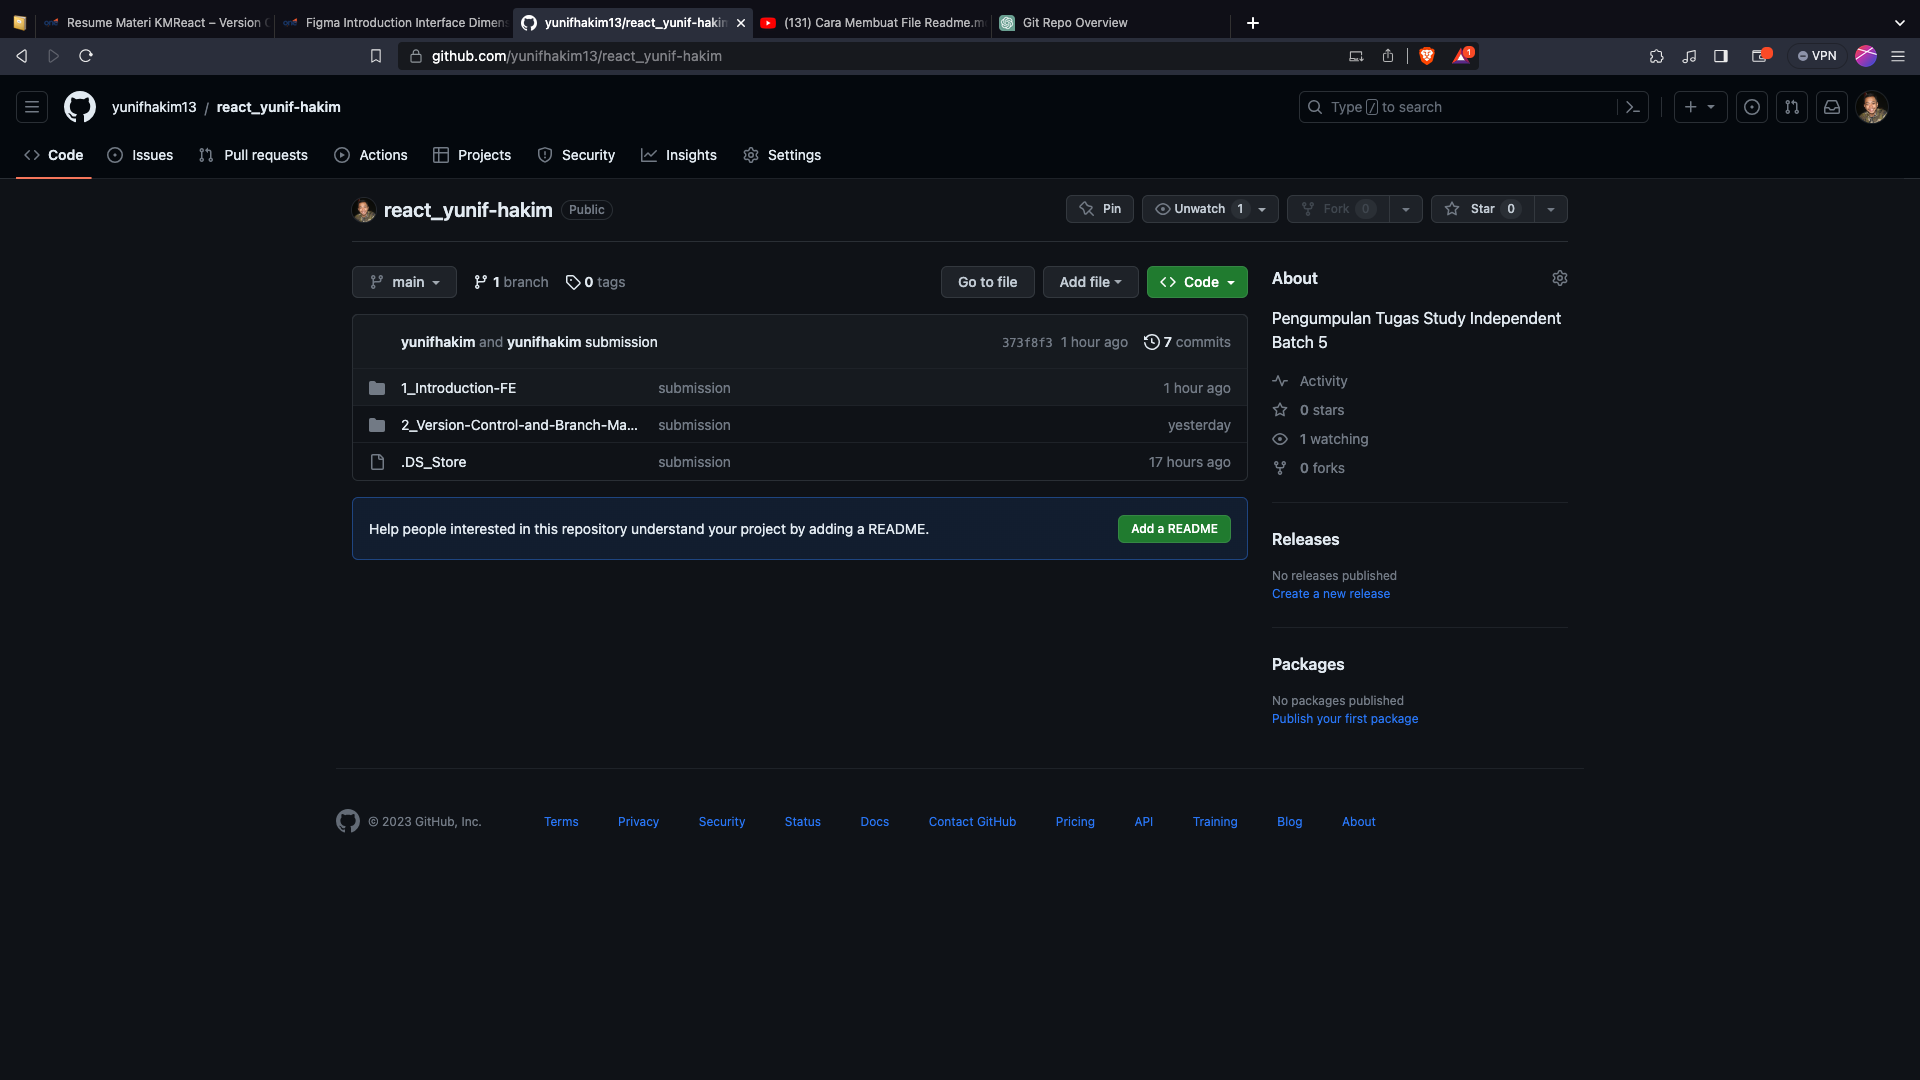 Resume Materi KMReact – Version C
Figma Introduction Interface Dimens
yunifhakim13/react_yunif-hakim
(131) Cara Membuat File Readme.m
Git Repo Overview
github.com/yunifhakim13/react_yunif-hakim
1
VPN
yunifhakim13 / react_yunif-hakim
Type / to search
Code
Issues
Pull requests
Actions
Projects
Security
Insights
Settings
react_yunif-hakim
Public
Pin
Unwatch 1
Fork 0
Star 0
main
1 branch
0 tags
Go to file
Add file
Code
yunifhakim and yunifhakim submission
373f8f3 1 hour ago
7 commits
1_Introduction-FE
submission
1 hour ago
2_Version-Control-and-Branch-Ma...
submission
yesterday
.DS_Store
submission
17 hours ago
Help people interested in this repository understand your project by adding a README.
Add a README
About
Pengumpulan Tugas Study Independent
Batch 5
Activity
0 stars
1 watching
0 forks
Releases
No releases published
Create a new release
Packages
No packages published
Publish your first package
© 2023 GitHub, Inc.
Terms
Privacy
Security
Status
Docs
Contact GitHub
Pricing
API
Training
Blog
About